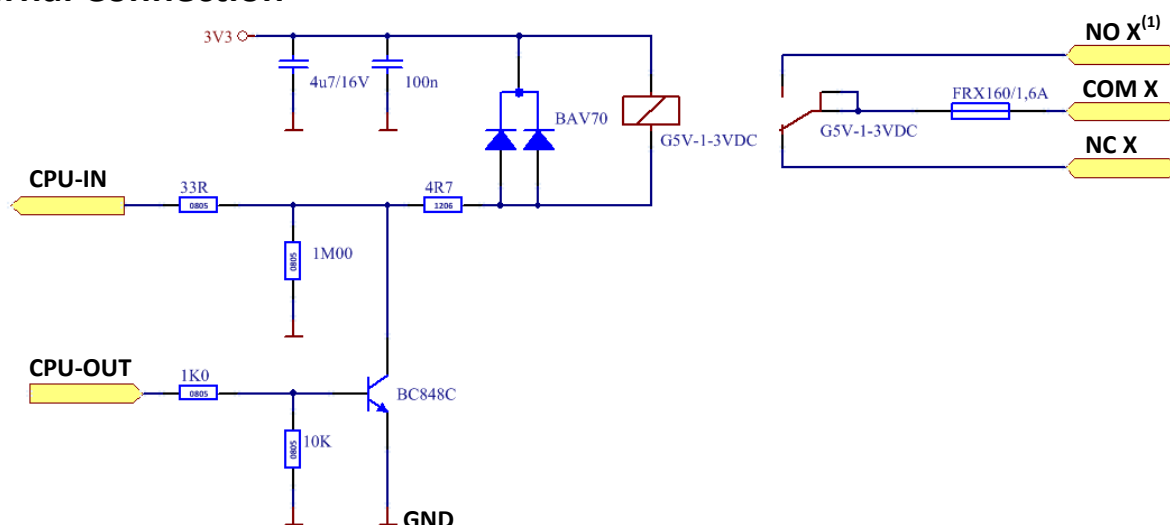 3V3
4u7/16V
100n
BAV70
G5V-1-3VDC
NO X(1)
FRX160/1,6A
COM X
G5V-1-3VDC
NC X
CPU-IN
33R
0805
4R7
1206
0805
1M00
CPU-OUT
1K0
0805
BC848C
0805
10K
GND